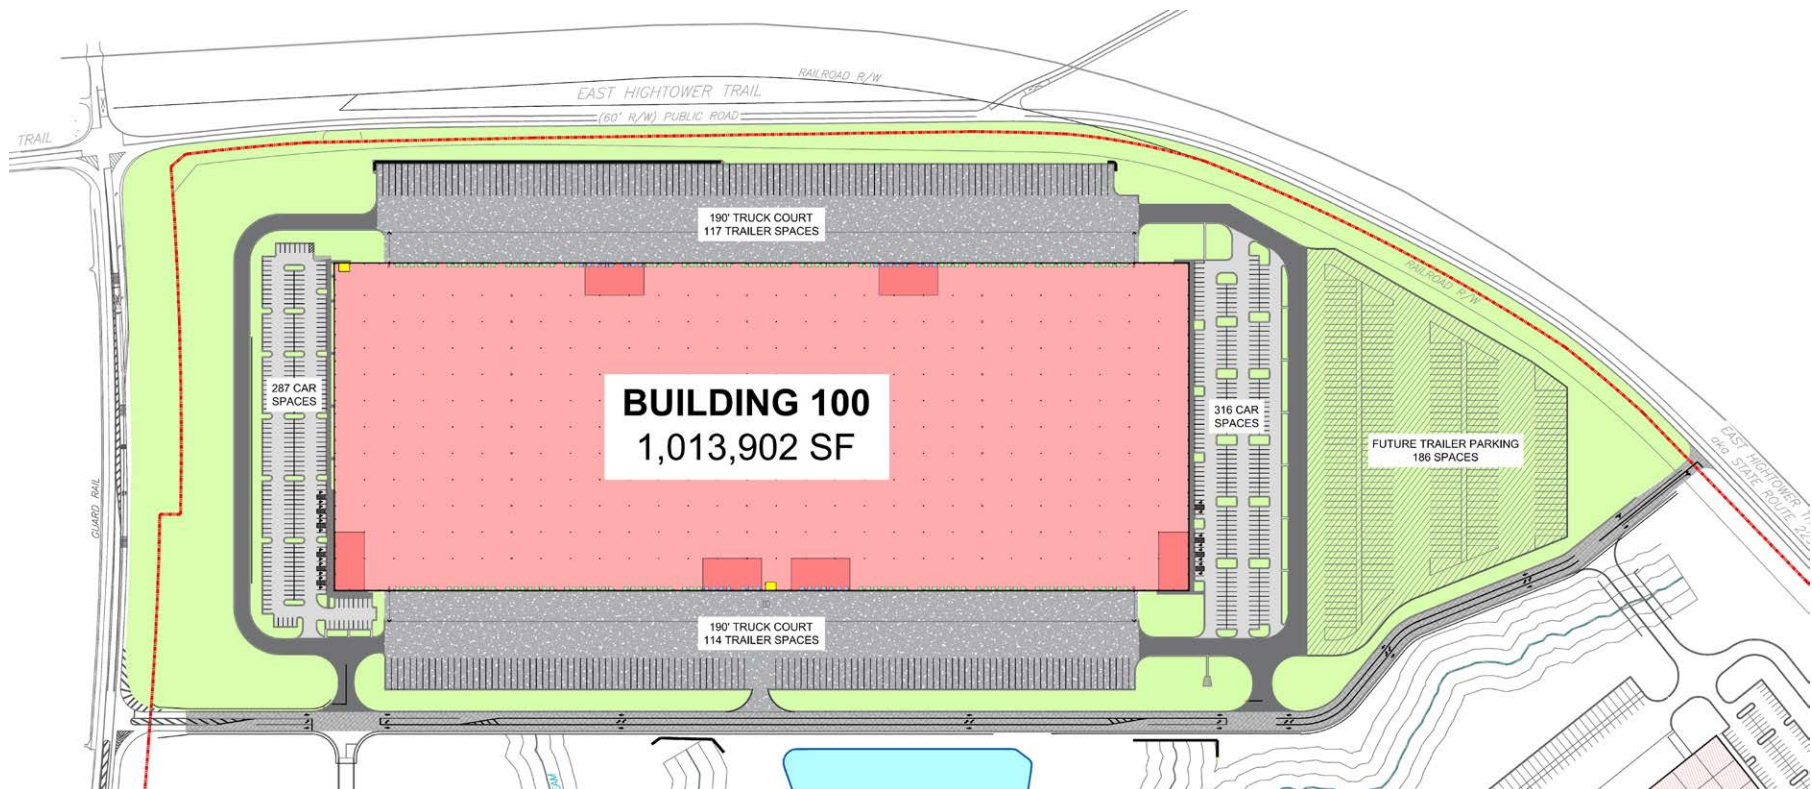 RAILROAD R/W
EAST HIGHTOWER TRAIL
(60' R/W) PUBLIC ROAD
TRAIL
190' TRUCK COURT
117 TRAILER SPACES
RAILROAD R/W
287 CAR
SPACES
BUILDING 100
1,013,902 SF
316 CAR
SPACES
FUTURE TRAILER PARKING
186 SPACES
EAST HIGHTOWER
aka STATE ROUTE
GUARD RAIL
190' TRUCK COURT
114 TRAILER SPACES